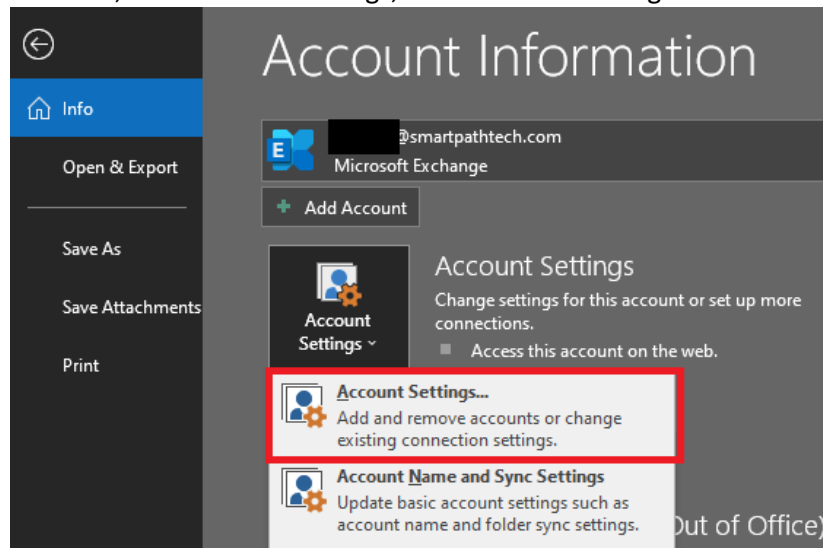 Account Information
Info
@smartpathtech.com
Microsoft Exchange
Open & Export
+ Add Account
Save As
Account Settings
Save Attachments
Change settings for this account or set up more
connections.
Account
Settings
Access this account on the web.
Print
Account Settings...
Add and remove accounts or change
existing connection settings.
Account Name and Sync Settings
Update basic account settings such as
account name and folder sync settings.
Out of Office)